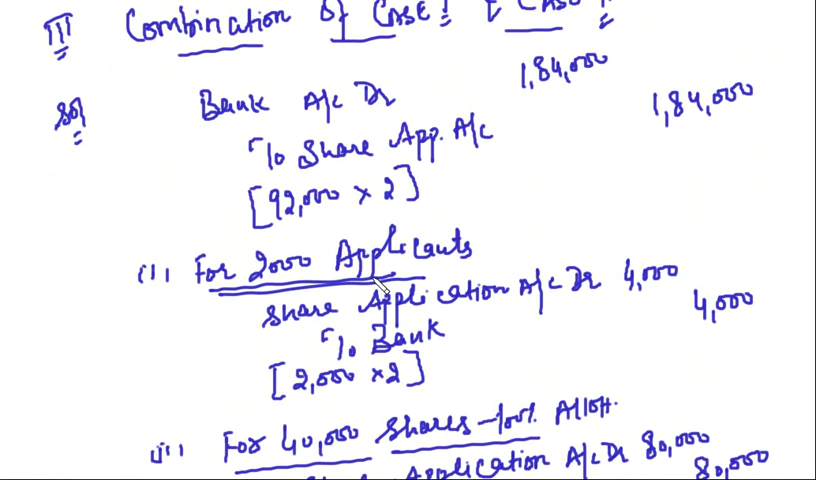 III Combination Of CASE I & CASE II
Sol
Bank A/c Dr 1,84,000
To Share App. A/c 1,84,000
[92,000 × 2]
(i) For 2000 Applicants
Share Application A/c Dr 4,000
To Bank 4,000
[2,000 × 2]
(ii) For 40,000 Shares - 100% Allott.
Application A/c Dr 80,000
80,000